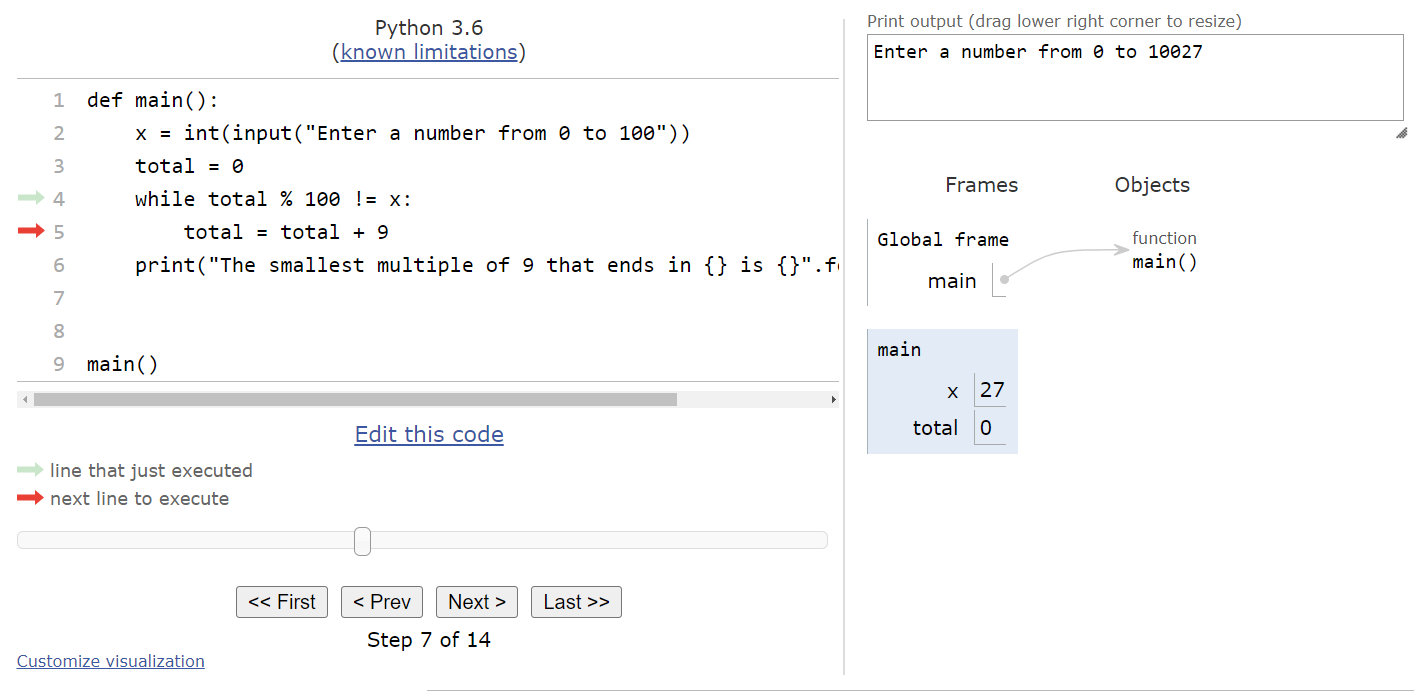 Python 3.6
(known limitations)
1 def main():
2     x = int(input("Enter a number from 0 to 100"))
3     total = 0
4     while total % 100 != x:
5         total = total + 9
6     print("The smallest multiple of 9 that ends in {} is {}".f
7
8
9 main()
Edit this code
line that just executed
next line to execute
<< First
< Prev
Next >
Last >>
Step 7 of 14
Customize visualization
Print output (drag lower right corner to resize)
Enter a number from 0 to 10027
Frames
Objects
Global frame
main
function
main()
main
x 27
total 0